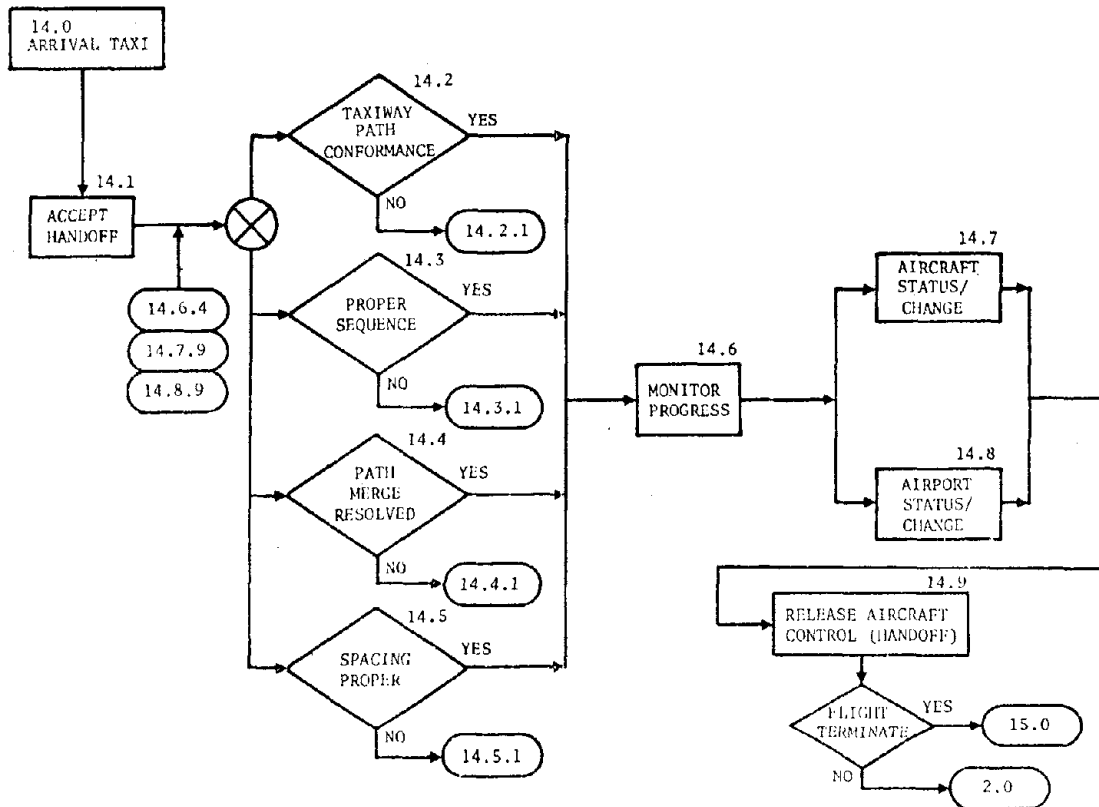 14.0
ARRIVAL TAXI
14.1
ACCEPT
HANDOFF
14.6.4
14.7.9
14.8.9
14.2
TAXIWAY
PATH
CONFORMANCE
YES
NO
14.2.1
14.3
PROPER
SEQUENCE
YES
NO
14.3.1
14.4
PATH
MERGE
RESOLVED
YES
NO
14.4.1
14.5
SPACING
PROPER
YES
NO
14.5.1
14.6
MONITOR
PROGRESS
14.7
AIRCRAFT
STATUS/
CHANGE
14.8
AIRPORT
STATUS/
CHANGE
14.9
RELEASE AIRCRAFT
CONTROL (HANDOFF)
FLIGHT
TERMINATE
YES
15.0
NO
2.0